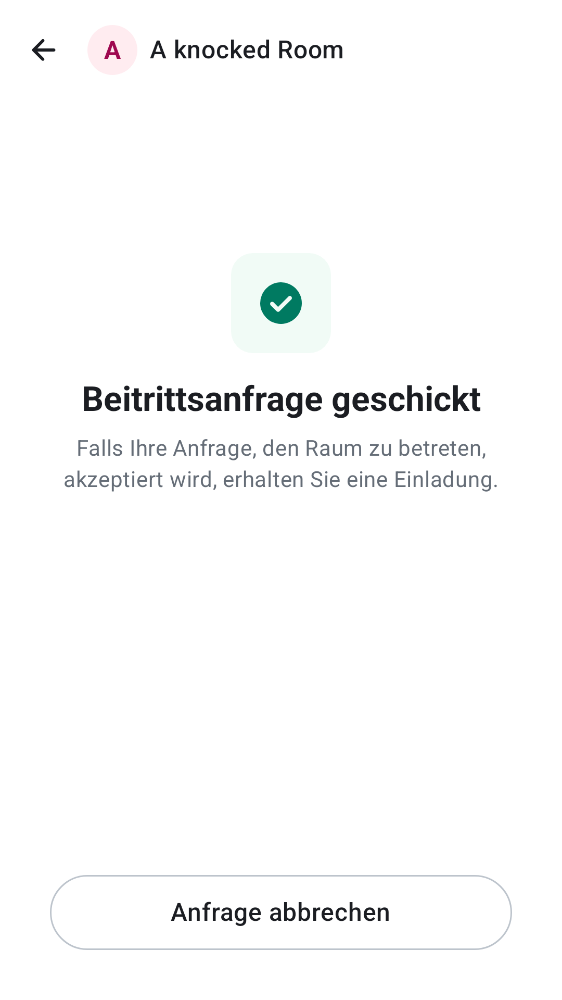 A
A knocked Room
Beitrittsanfrage geschickt
Falls Ihre Anfrage, den Raum zu betreten,
akzeptiert wird, erhalten Sie eine Einladung.
Anfrage abbrechen